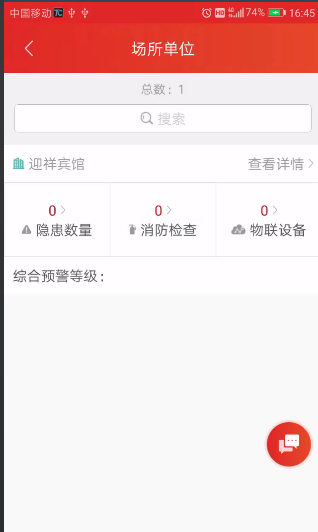 中国移动 74% 16:45
场所单位
总数：1
搜索
迎祥宾馆 查看详情
0 0 0
隐患数量 消防检查 物联设备
综合预警等级：